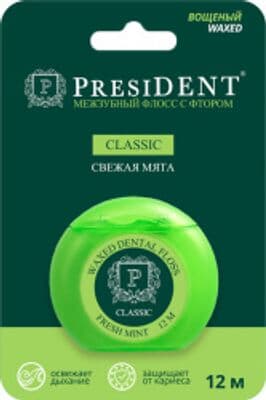 ВОЩЕНЫЙ
WAXED
P
PRESIDENT®
МЕЖЗУБНЫЙ ФЛОСС С ФТОРОМ
CLASSIC
СВЕЖАЯ МЯТА
WAXED DENTAL FLOSS
P
CLASSIC
FRESH MINT 12 M
освежает
дыхание
защищает
от кариеса
12 м